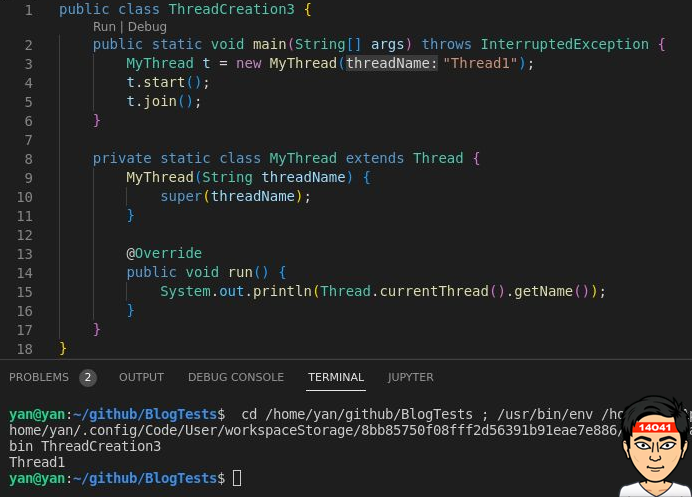 1 public class ThreadCreation3 {
Run | Debug
2 public static void main(String[] args) throws InterruptedException {
3 MyThread t = new MyThread(threadName: "Thread1");
4 t.start();
5 t.join();
6 }
7
8 private static class MyThread extends Thread {
9 MyThread(String threadName) {
10 super(threadName);
11 }
12
13 @Override
14 public void run() {
15 System.out.println(Thread.currentThread().getName());
16 }
17 }
18 }
PROBLEMS 2 OUTPUT DEBUG CONSOLE TERMINAL JUPYTER
yan@yan:~/github/BlogTests$ cd /home/yan/github/BlogTests ; /usr/bin/env
home/yan/.config/Code/User/workspaceStorage/8bb85750f08fff2d56391b91eae7e886/
bin ThreadCreation3
Thread1
yan@yan:~/github/BlogTests$
14041